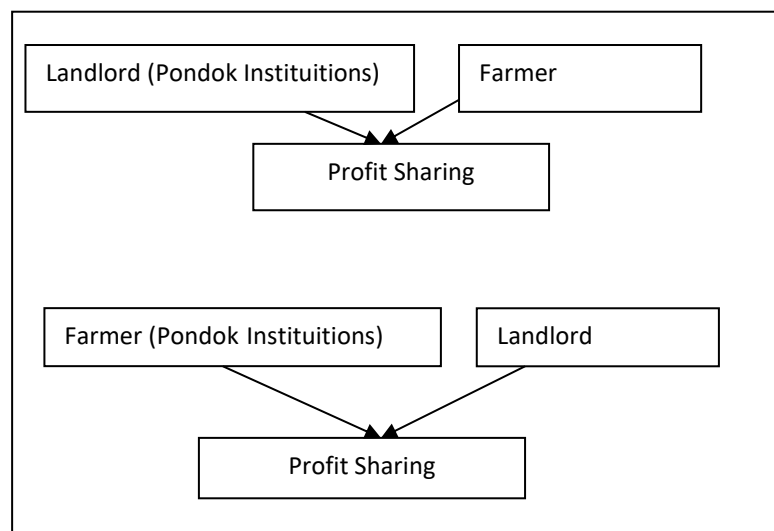 Landlord (Pondok Instituitions)
Farmer
Profit Sharing
Farmer (Pondok Instituitions)
Landlord
Profit Sharing